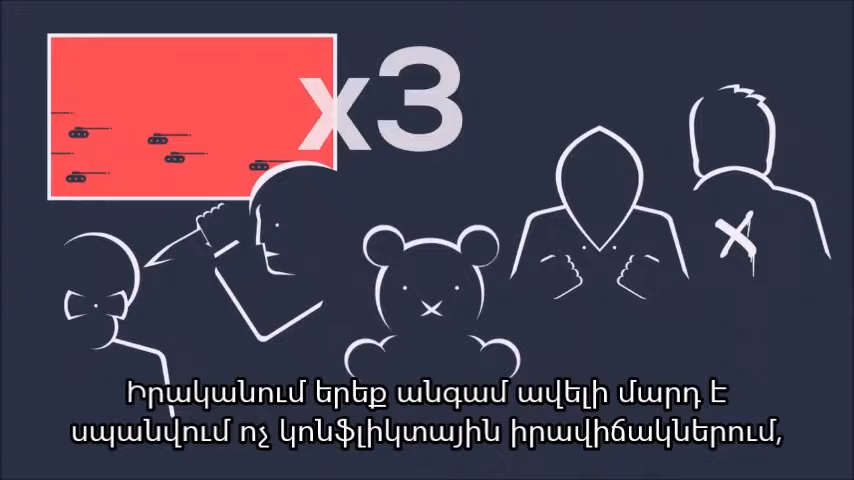 x3
Իրականում երեք անգամ ավելի մարդ է
սպանվում ոչ կոնֆլիկտային իրավիճակներում,